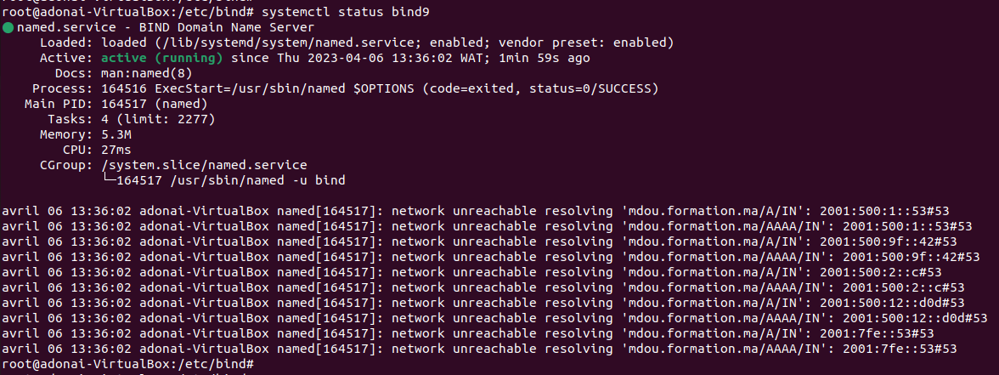 root@adonai-VirtualBox:/etc/bind# systemctl status bind9
● named.service - BIND Domain Name Server
     Loaded: loaded (/lib/systemd/system/named.service; enabled; vendor preset: enabled)
     Active: active (running) since Thu 2023-04-06 13:36:02 WAT; 1min 59s ago
       Docs: man:named(8)
    Process: 164516 ExecStart=/usr/sbin/named $OPTIONS (code=exited, status=0/SUCCESS)
   Main PID: 164517 (named)
      Tasks: 4 (limit: 2277)
     Memory: 5.3M
        CPU: 27ms
     CGroup: /system.slice/named.service
             └─164517 /usr/sbin/named -u bind

avril 06 13:36:02 adonai-VirtualBox named[164517]: network unreachable resolving 'mdou.formation.ma/A/IN': 2001:500:1::53#53
avril 06 13:36:02 adonai-VirtualBox named[164517]: network unreachable resolving 'mdou.formation.ma/AAAA/IN': 2001:500:1::53#53
avril 06 13:36:02 adonai-VirtualBox named[164517]: network unreachable resolving 'mdou.formation.ma/A/IN': 2001:500:9f::42#53
avril 06 13:36:02 adonai-VirtualBox named[164517]: network unreachable resolving 'mdou.formation.ma/AAAA/IN': 2001:500:9f::42#53
avril 06 13:36:02 adonai-VirtualBox named[164517]: network unreachable resolving 'mdou.formation.ma/A/IN': 2001:500:2::c#53
avril 06 13:36:02 adonai-VirtualBox named[164517]: network unreachable resolving 'mdou.formation.ma/AAAA/IN': 2001:500:2::c#53
avril 06 13:36:02 adonai-VirtualBox named[164517]: network unreachable resolving 'mdou.formation.ma/A/IN': 2001:500:12::d0d#53
avril 06 13:36:02 adonai-VirtualBox named[164517]: network unreachable resolving 'mdou.formation.ma/AAAA/IN': 2001:500:12::d0d#53
avril 06 13:36:02 adonai-VirtualBox named[164517]: network unreachable resolving 'mdou.formation.ma/A/IN': 2001:7fe::53#53
avril 06 13:36:02 adonai-VirtualBox named[164517]: network unreachable resolving 'mdou.formation.ma/AAAA/IN': 2001:7fe::53#53
root@adonai-VirtualBox:/etc/bind#